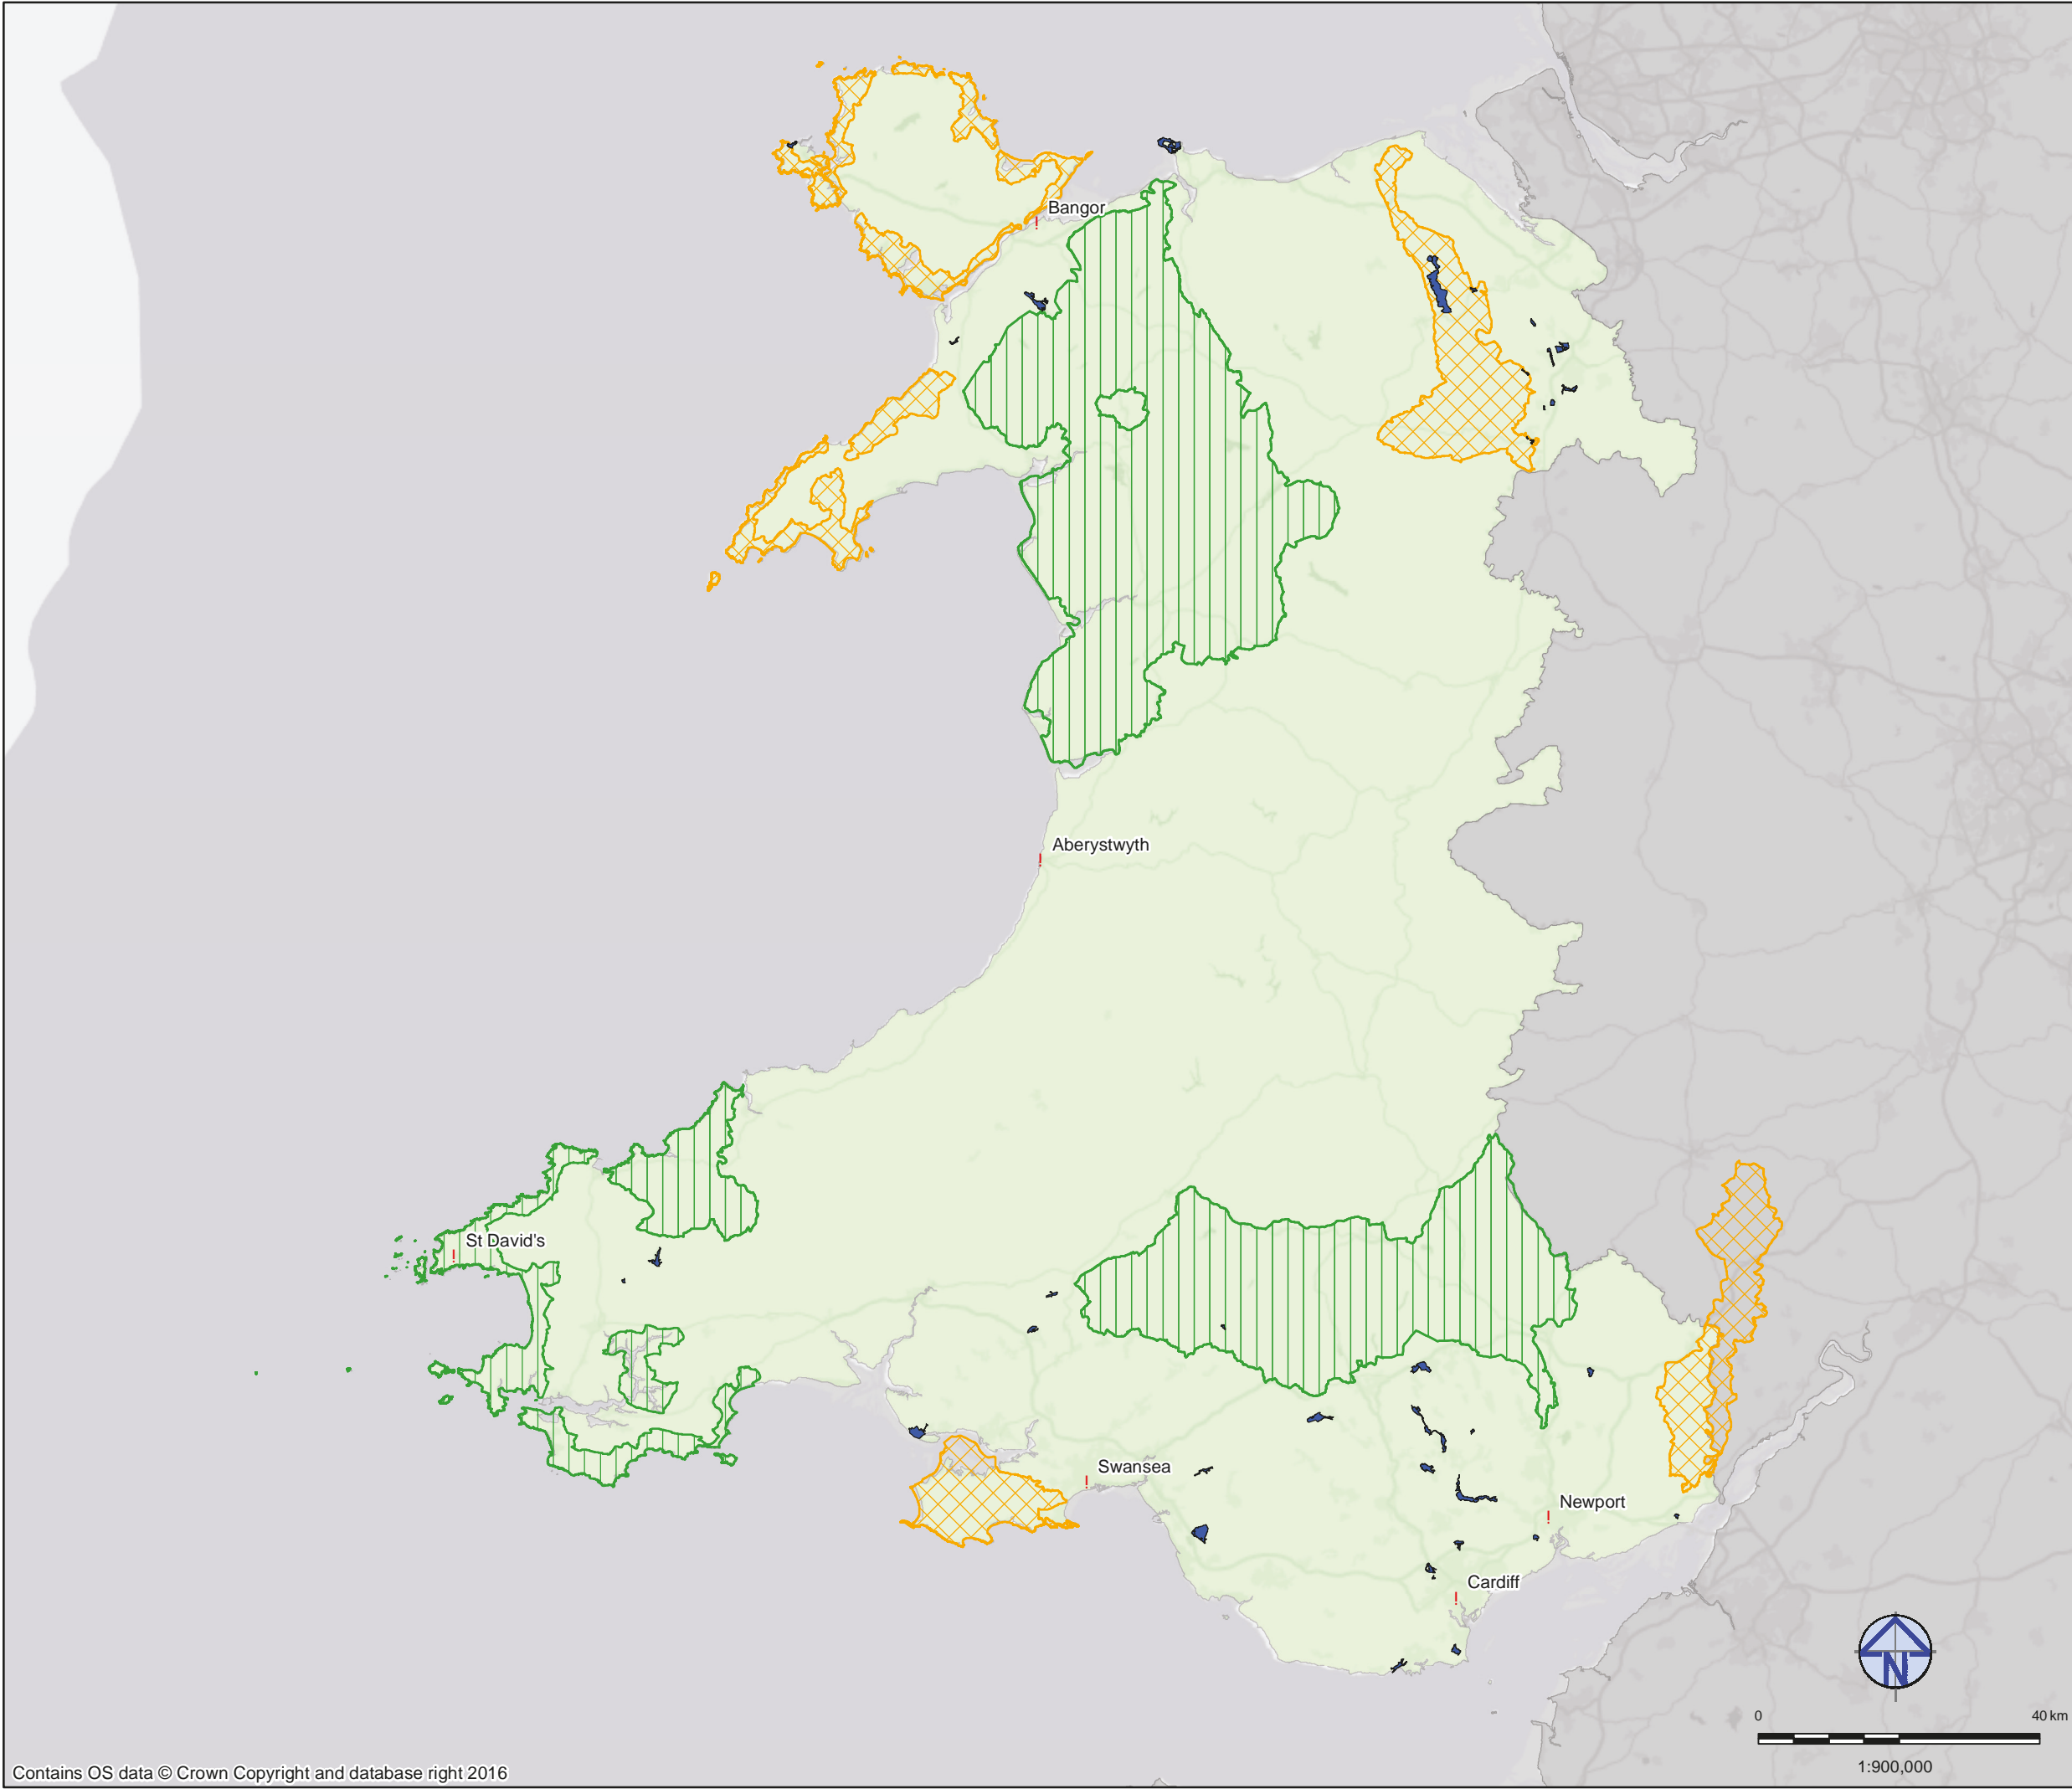 Bangor
Aberystwyth
St David's
Swansea
Newport
Cardiff
N
0 40 km
1:900,000
Contains OS data © Crown Copyright and database right 2016